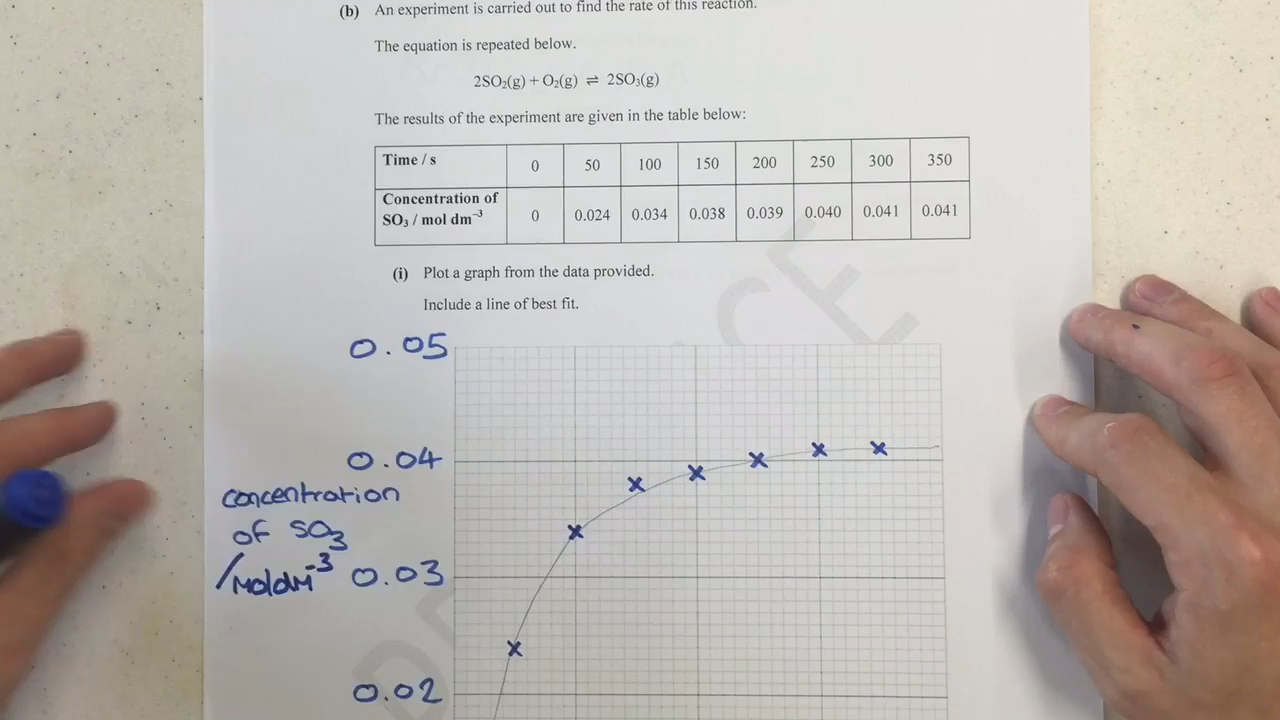 (b) An experiment is carried out to find the rate of this reaction.
The equation is repeated below.
2SO₂(g) + O₂(g) ⇌ 2SO₃(g)
The results of the experiment are given in the table below:
Time / s 0 50 100 150 200 250 300 350
Concentration of
SO₃ / mol dm⁻³ 0 0.024 0.034 0.038 0.039 0.040 0.041 0.041
(i) Plot a graph from the data provided.
Include a line of best fit.
0.05
0.04
concentration
of SO₃
/moldm⁻³ 0.03
0.02